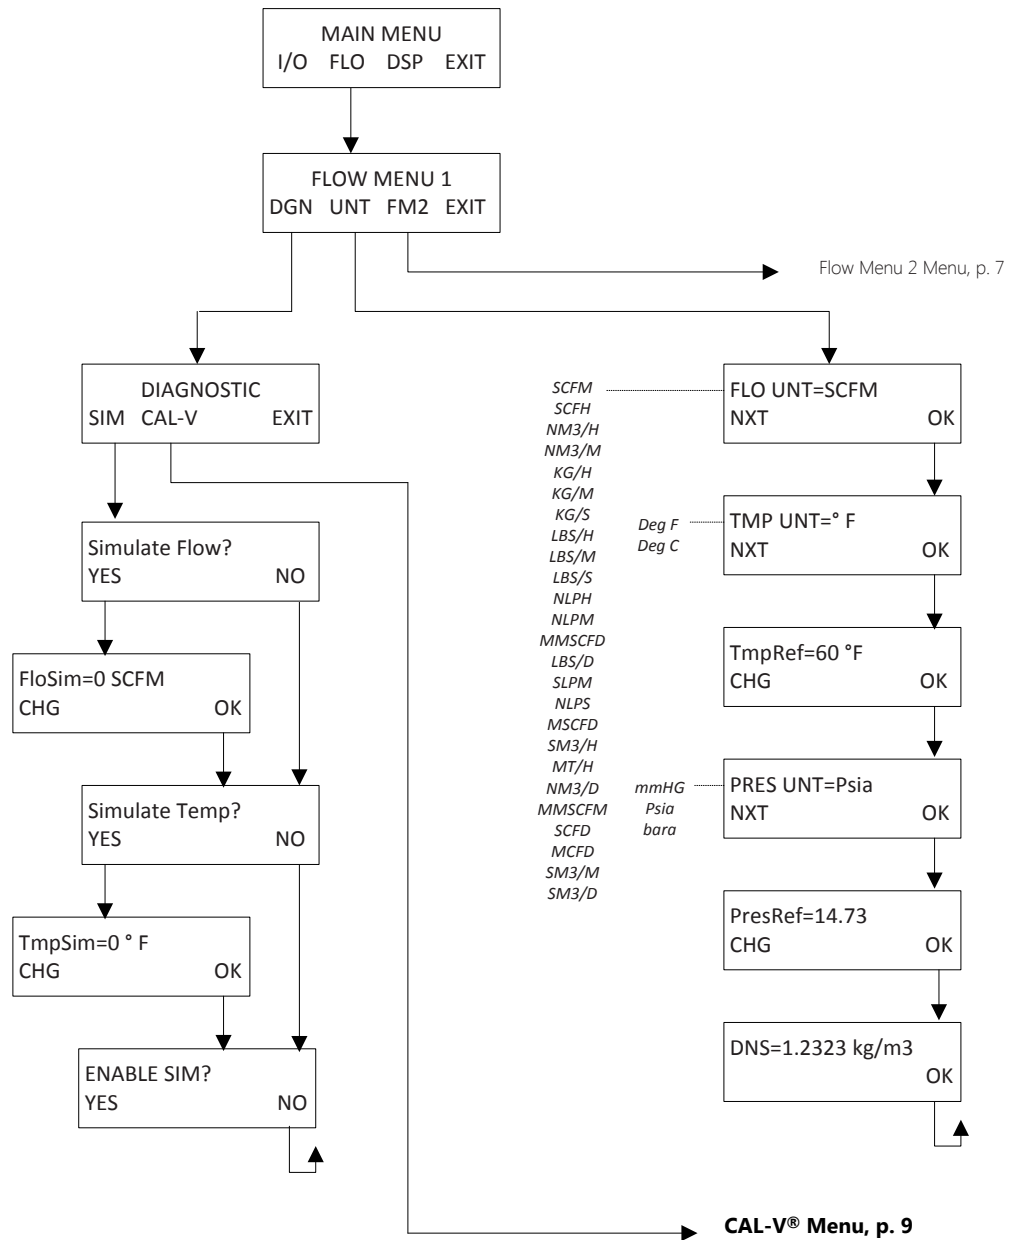 MAIN MENU
I/O FLO DSP EXIT
FLOW MENU 1
DGN UNT FM2 EXIT
Flow Menu 2 Menu, p. 7
DIAGNOSTIC
SIM CAL-V EXIT
Simulate Flow?
YES NO
FloSim=0 SCFM
CHG OK
Simulate Temp?
YES NO
TmpSim=0 ° F
CHG OK
ENABLE SIM?
YES NO
SCFM
SCFH
NM3/H
NM3/M
KG/H
KG/M
KG/S
LBS/H
LBS/M
LBS/S
NLPH
NLPM
MMSCFD
LBS/D
SLPM
NLPS
MSCFD
SM3/H
MT/H
NM3/D
MMSCFM
SCFD
MCFD
SM3/M
SM3/D
FLO UNT=SCFM
NXT OK
Deg F
Deg C
TMP UNT=° F
NXT OK
TmpRef=60 °F
CHG OK
mmHG
Psia
bara
PRES UNT=Psia
NXT OK
PresRef=14.73
CHG OK
DNS=1.2323 kg/m3
OK
CAL-V® Menu, p. 9